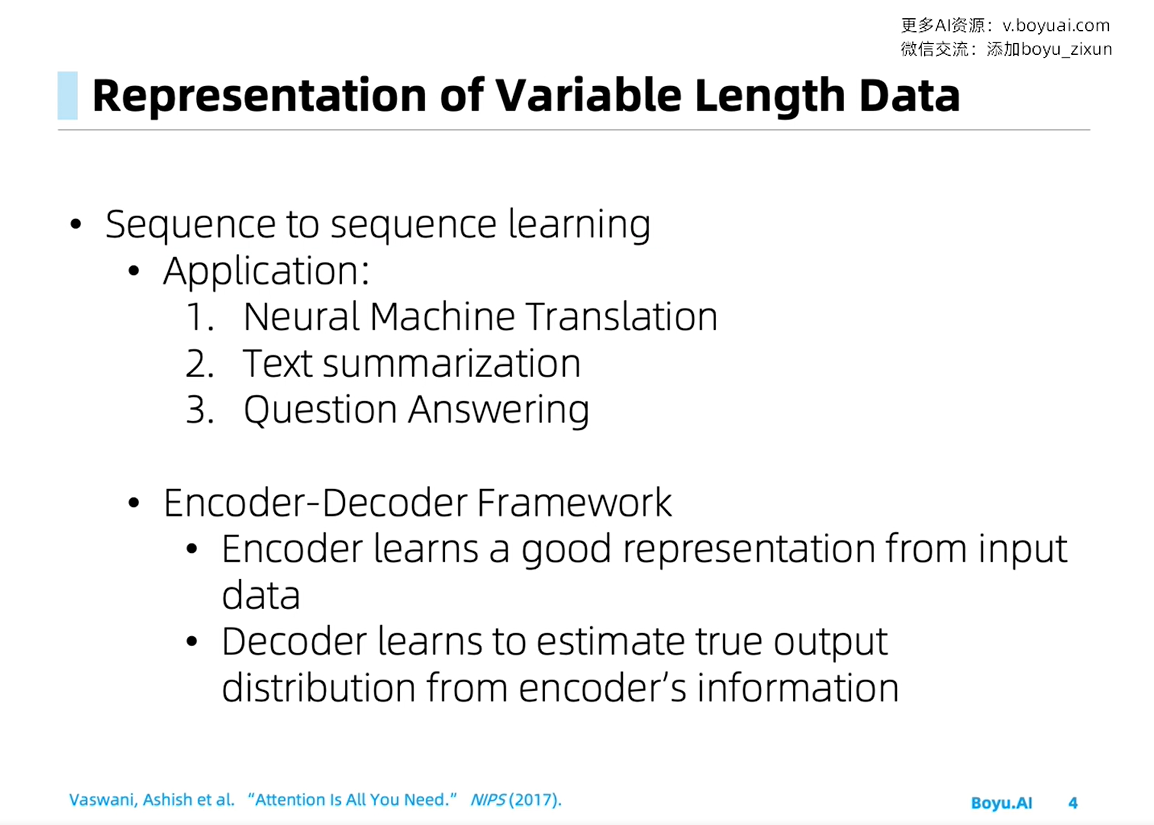 更多AI资源：v.boyuai.com
微信交流：添加boyu_zixun
Representation of Variable Length Data
• Sequence to sequence learning
• Application:
1. Neural Machine Translation
2. Text summarization
3. Question Answering
• Encoder-Decoder Framework
• Encoder learns a good representation from input
data
• Decoder learns to estimate true output
distribution from encoder’s information
Vaswani, Ashish et al. “Attention Is All You Need.” NIPS (2017).
Boyu.AI 4